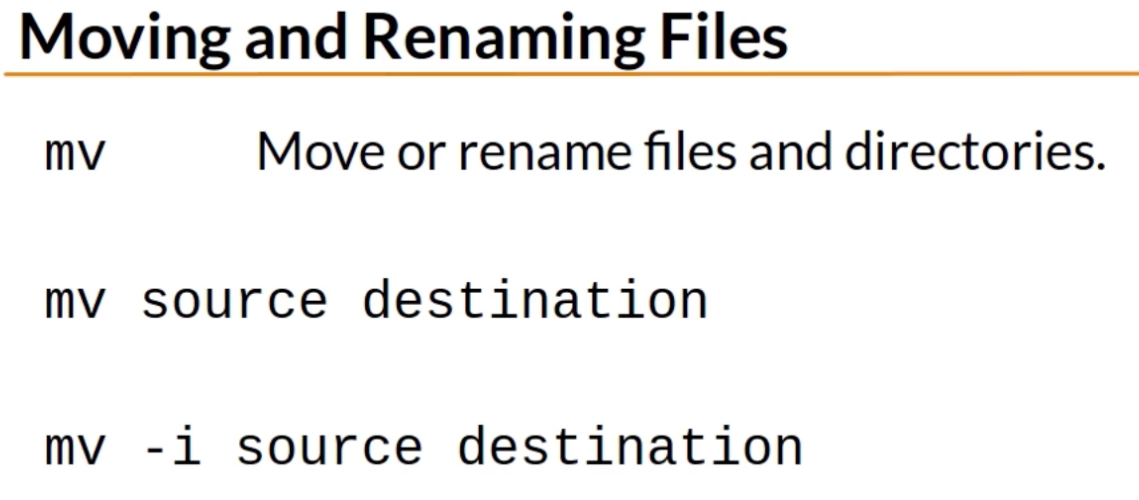 Moving and Renaming Files
mv Move or rename files and directories.
mv source destination
mv -i source destination